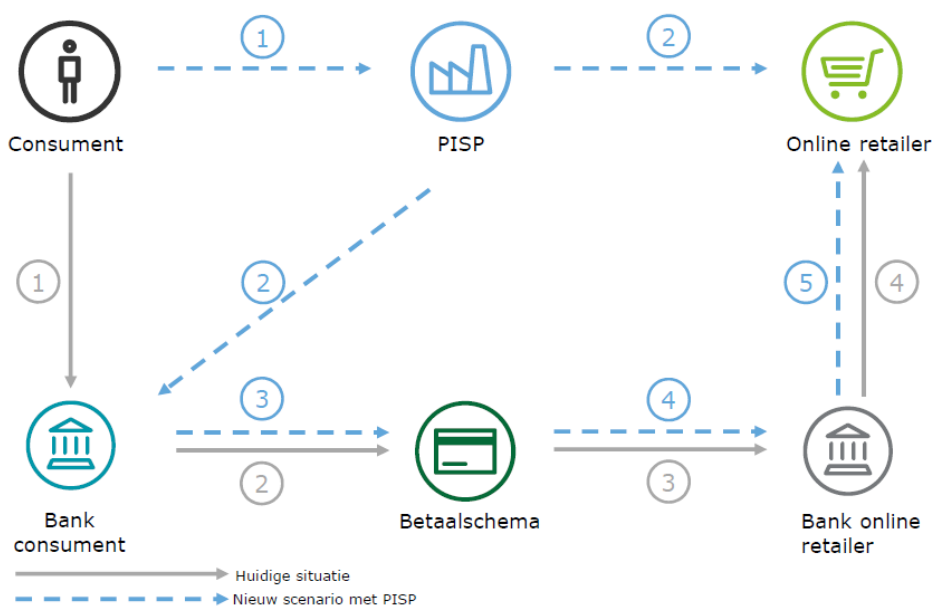 1
2
Consument
PISP
Online retailer
1
2
5
4
3
4
2
3
Bank
consument
Betaalschema
Bank online
retailer
Huidige situatie
Nieuw scenario met PISP